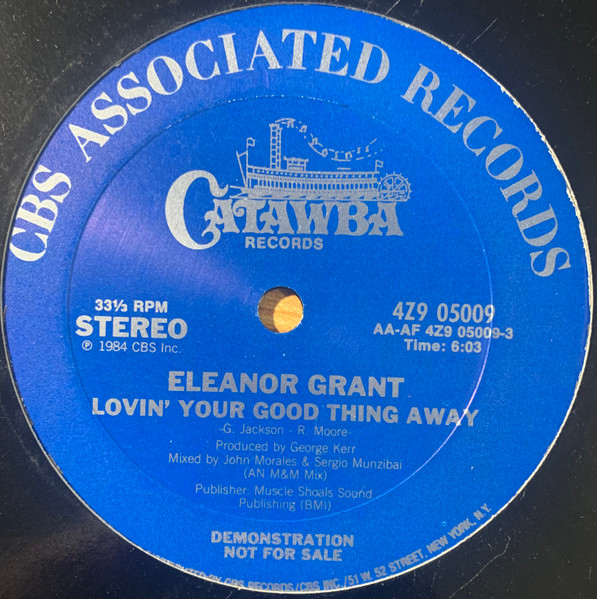 CBS ASSOCIATED RECORDS
CATAWBA
RECORDS
33⅓ RPM
STEREO
℗ 1984 CBS Inc.
4Z9 05009
AA-AF 4Z9 05009-3
Time: 6:03
ELEANOR GRANT
LOVIN' YOUR GOOD THING AWAY
-G. Jackson - R. Moore-
Produced by George Kerr
Mixed by John Morales & Sergio Munzibai
(AN M&M Mix)
Publisher: Muscle Shoals Sound
Publishing (BMI))
DEMONSTRATION
NOT FOR SALE
BY CBS RECORDS/CBS INC./51 W. 52 STREET, NEW YORK, N.Y.